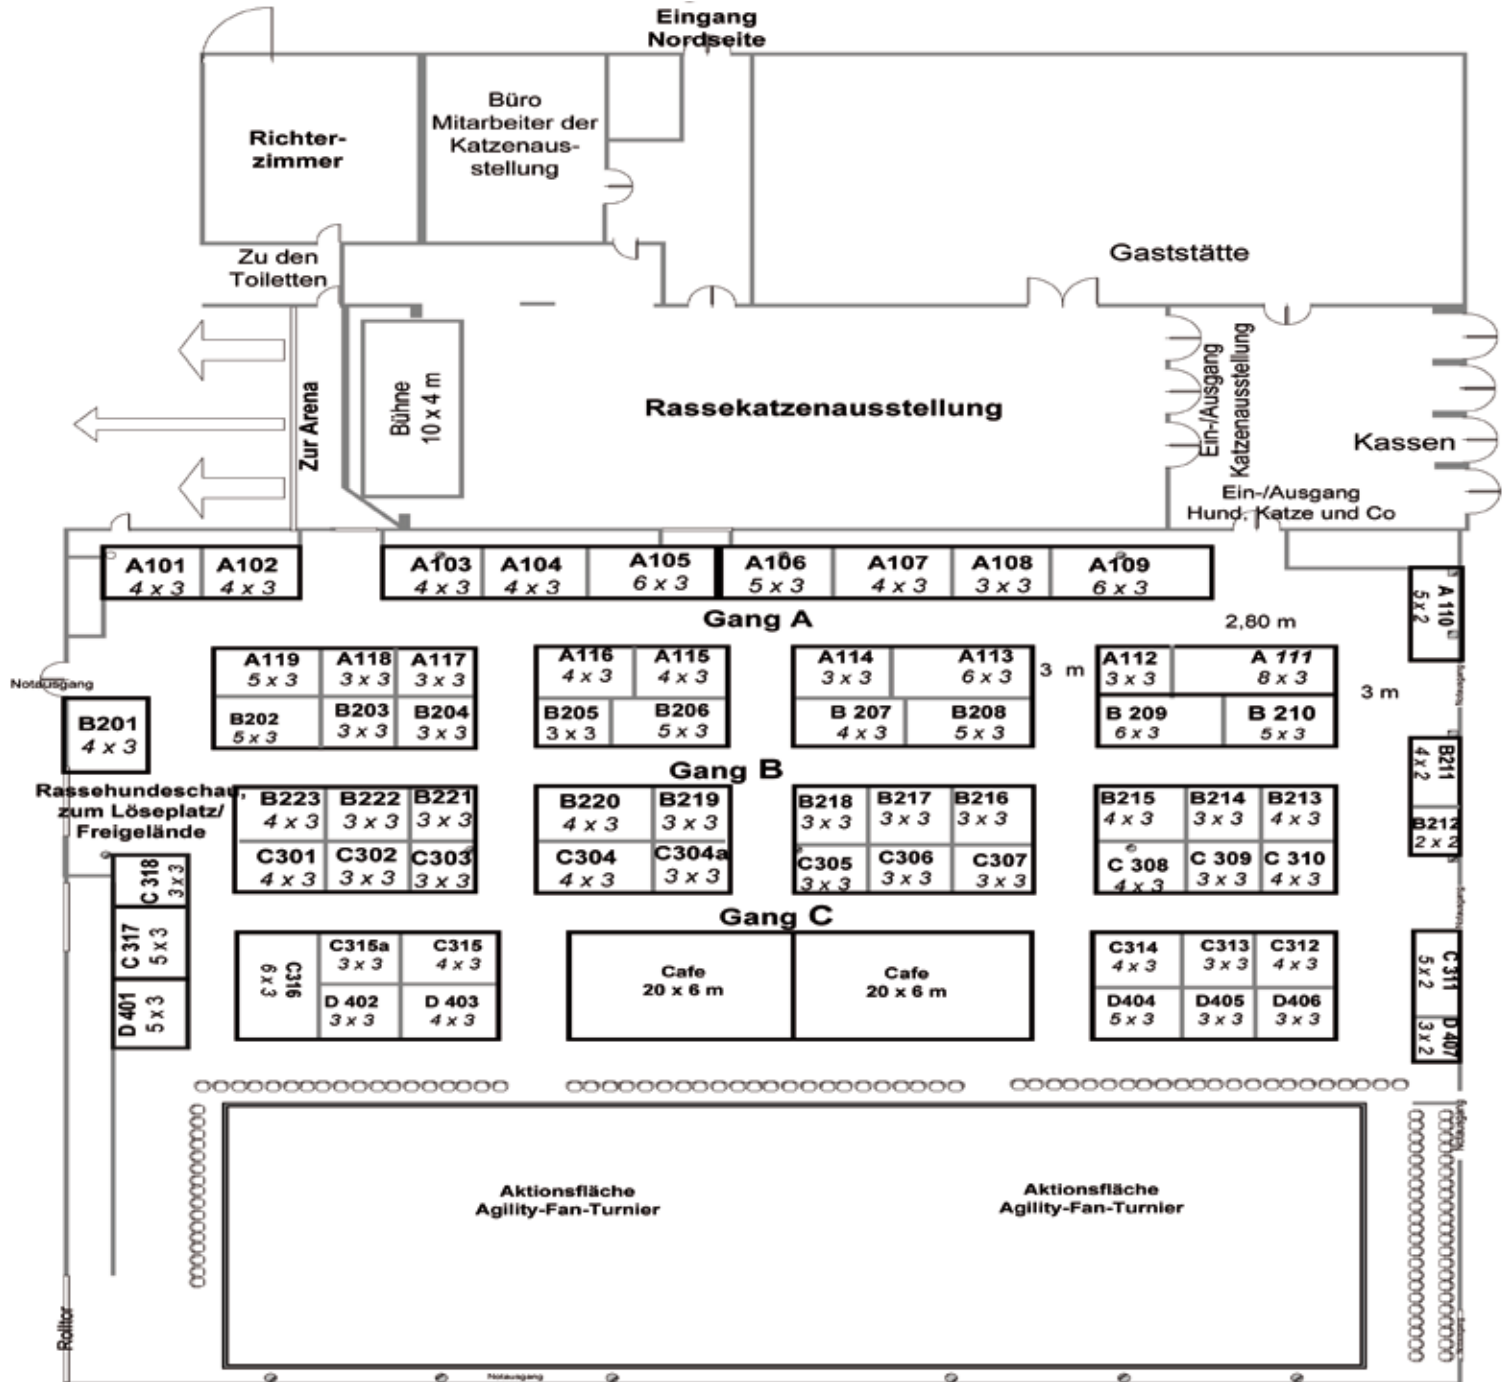 Eingang
Nordseite
Richter-
zimmer
Büro
Mitarbeiter der
Katzenaus-
stellung
Zu den
Toiletten
Gaststätte
Zur Arena
Bühne
10 x 4 m
Rassekatzenausstellung
Ein-/Ausgang
Katzenausstellung
Kassen
Ein-/Ausgang
Hund, Katze und Co
A101
4 x 3
A102
4 x 3
A103
4 x 3
A104
4 x 3
A105
6 x 3
A106
5 x 3
A107
4 x 3
A108
3 x 3
A109
6 x 3
A 110
5 x 2
Gang A
2,80 m
A119
5 x 3
A118
3 x 3
A117
3 x 3
A116
4 x 3
A115
4 x 3
A114
3 x 3
A113
6 x 3
3 m
A112
3 x 3
A 111
8 x 3
3 m
Notausgang
B201
4 x 3
B202
5 x 3
B203
3 x 3
B204
3 x 3
B205
3 x 3
B206
5 x 3
B 207
4 x 3
B208
5 x 3
B 209
6 x 3
B 210
5 x 3
B211
4 x 2
B212
2 x 2
Gang B
Rassehundeschau,
zum Löseplatz/
Freigelände
B223
4 x 3
B222
3 x 3
B221
3 x 3
B220
4 x 3
B219
3 x 3
B218
3 x 3
B217
3 x 3
B216
3 x 3
B215
4 x 3
B214
3 x 3
B213
4 x 3
C301
4 x 3
C302
3 x 3
C303
3 x 3
C304
4 x 3
C304a
3 x 3
C305
3 x 3
C306
3 x 3
C307
3 x 3
C 308
4 x 3
C 309
3 x 3
C 310
4 x 3
C 318
3 x 3
C 317
5 x 3
D 401
5 x 3
Gang C
C316
6 x 3
C315a
3 x 3
C315
4 x 3
D 402
3 x 3
D 403
4 x 3
Cafe
20 x 6 m
Cafe
20 x 6 m
C314
4 x 3
C313
3 x 3
C312
4 x 3
D404
5 x 3
D405
3 x 3
D406
3 x 3
C 311
5 x 2
D 407
3 x 2
Notausgang
Aktionsfläche
Agility-Fan-Turnier
Aktionsfläche
Agility-Fan-Turnier
Rolltor
Notausgang